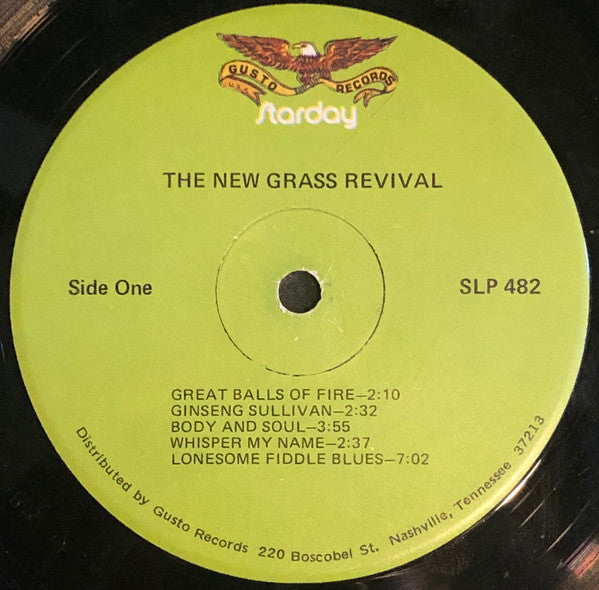 GUSTO RECORDS
U.S.A.
Starday
THE NEW GRASS REVIVAL
Side One
SLP 482
GREAT BALLS OF FIRE—2:10
GINSENG SULLIVAN—2:32
BODY AND SOUL—3:55
WHISPER MY NAME—2:37
LONESOME FIDDLE BLUES—7:02
Distributed by Gusto Records 220 Boscobel St. Nashville, Tennessee 37213